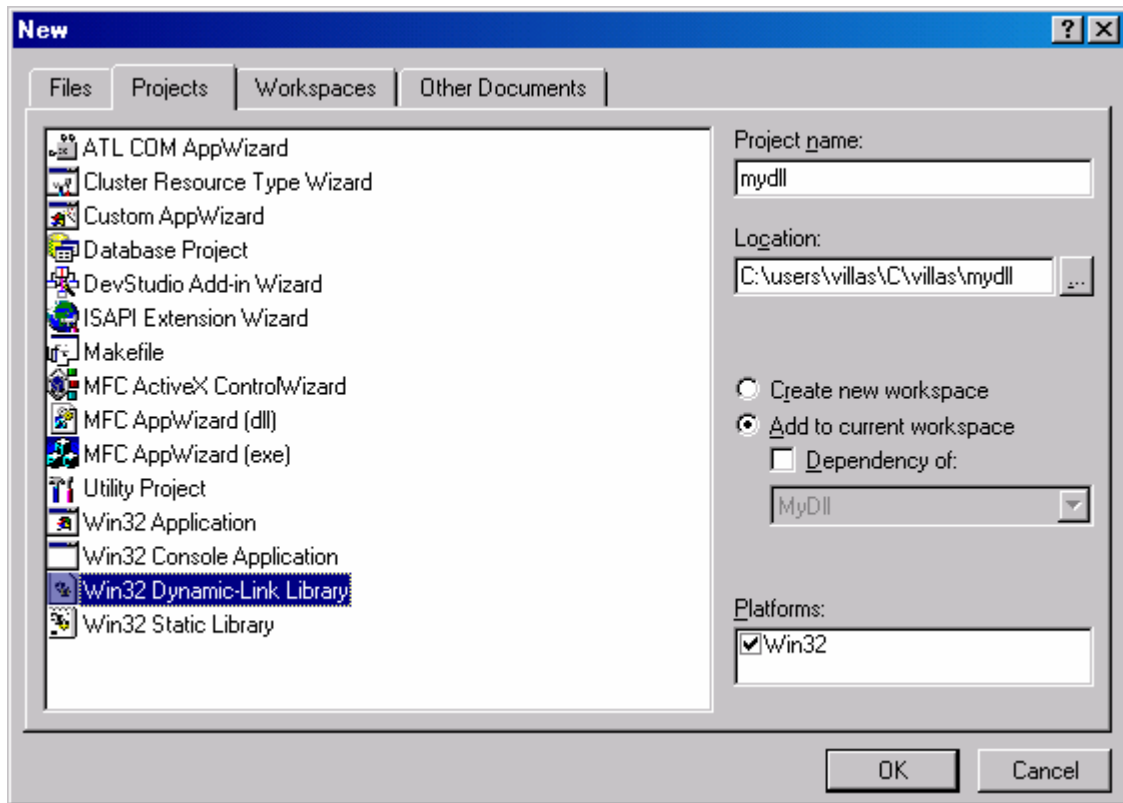 New
Files
Projects
Workspaces
Other Documents
ATL COM AppWizard
Cluster Resource Type Wizard
Custom AppWizard
Database Project
DevStudio Add-in Wizard
ISAPI Extension Wizard
Makefile
MFC ActiveX ControlWizard
MFC AppWizard (dll)
MFC AppWizard (exe)
Utility Project
Win32 Application
Win32 Console Application
Win32 Dynamic-Link Library
Win32 Static Library
Project name:
mydll
Location:
C:\users\villas\C\villas\mydll
...
Create new workspace
Add to current workspace
Dependency of:
MyDll
Platforms:
Win32
OK
Cancel